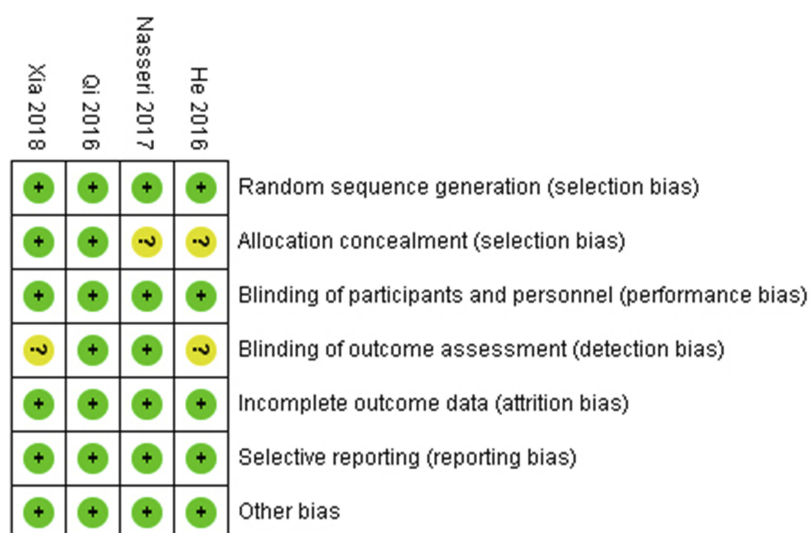 Xia 2018
Qi 2016
Nasseri 2017
He 2016
+ + + + Random sequence generation (selection bias)
+ + ? ? Allocation concealment (selection bias)
+ + + + Blinding of participants and personnel (performance bias)
? + + ? Blinding of outcome assessment (detection bias)
+ + + + Incomplete outcome data (attrition bias)
+ + + + Selective reporting (reporting bias)
+ + + + Other bias